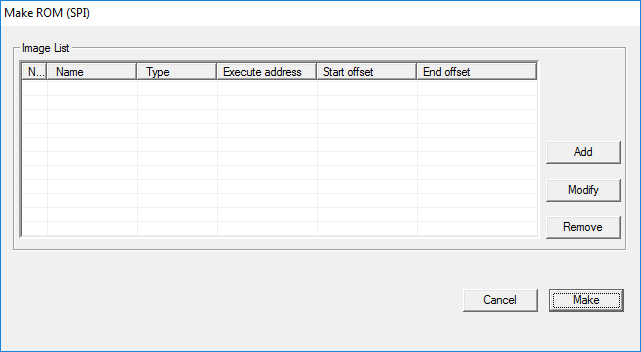 Make ROM (SPI)
Image List
N... Name Type Execute address Start offset End offset
Add
Modify
Remove
Cancel Make